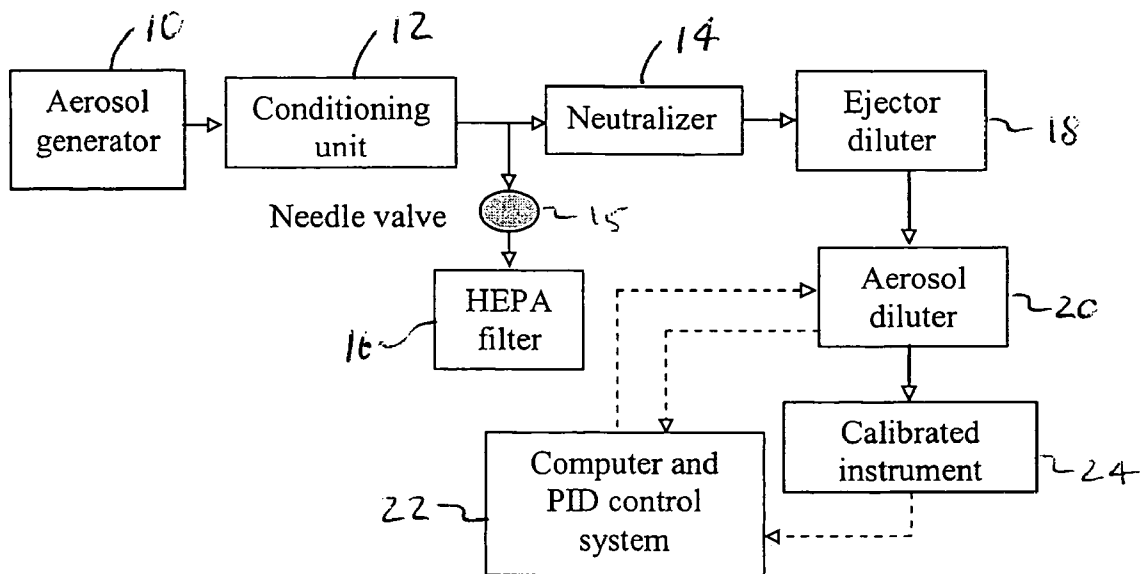 10
12
14
Aerosol
generator
Conditioning
unit
Neutralizer
Ejector
diluter
18
Needle valve
15
HEPA
filter
16
Aerosol
diluter
20
Computer and
PID control
system
22
Calibrated
instrument
24